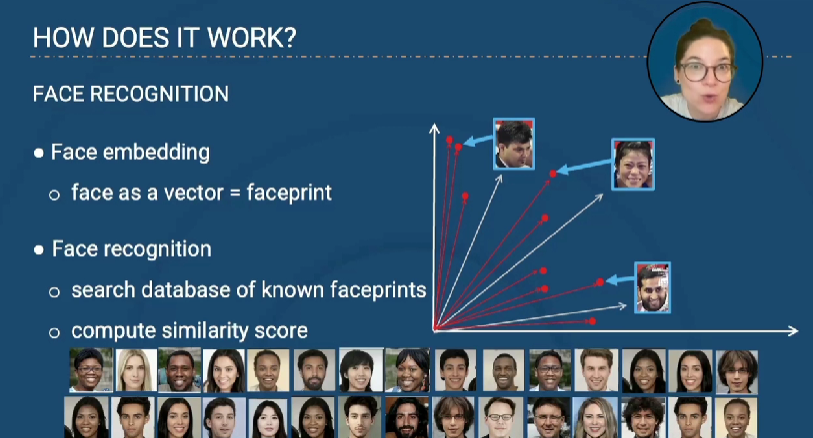 HOW DOES IT WORK?
FACE RECOGNITION
● Face embedding
○ face as a vector = faceprint
● Face recognition
○ search database of known faceprints
○ compute similarity score